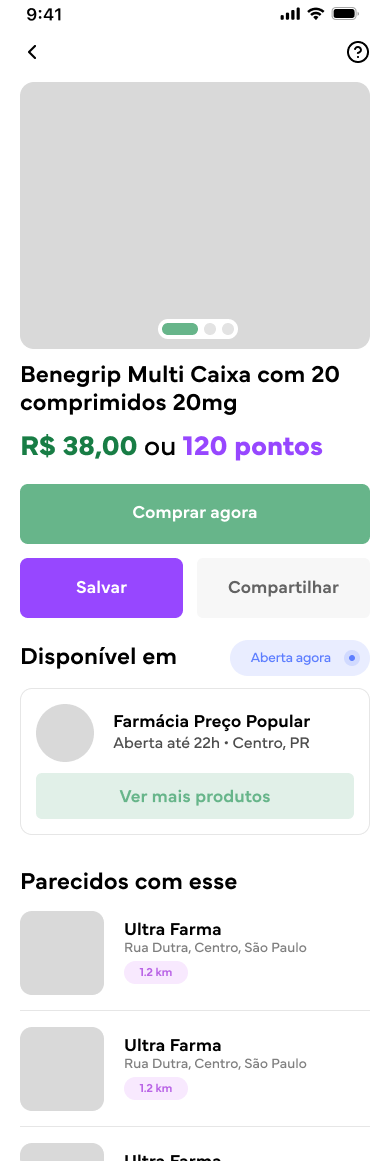 9:41
Benegrip Multi Caixa com 20
comprimidos 20mg
R$ 38,00 ou 120 pontos
Comprar agora
Salvar
Compartilhar
Disponível em
Aberta agora
Farmácia Preço Popular
Aberta até 22h • Centro, PR
Ver mais produtos
Parecidos com esse
Ultra Farma
Rua Dutra, Centro, São Paulo
1.2 km
Ultra Farma
Rua Dutra, Centro, São Paulo
1.2 km
Ultra Farma